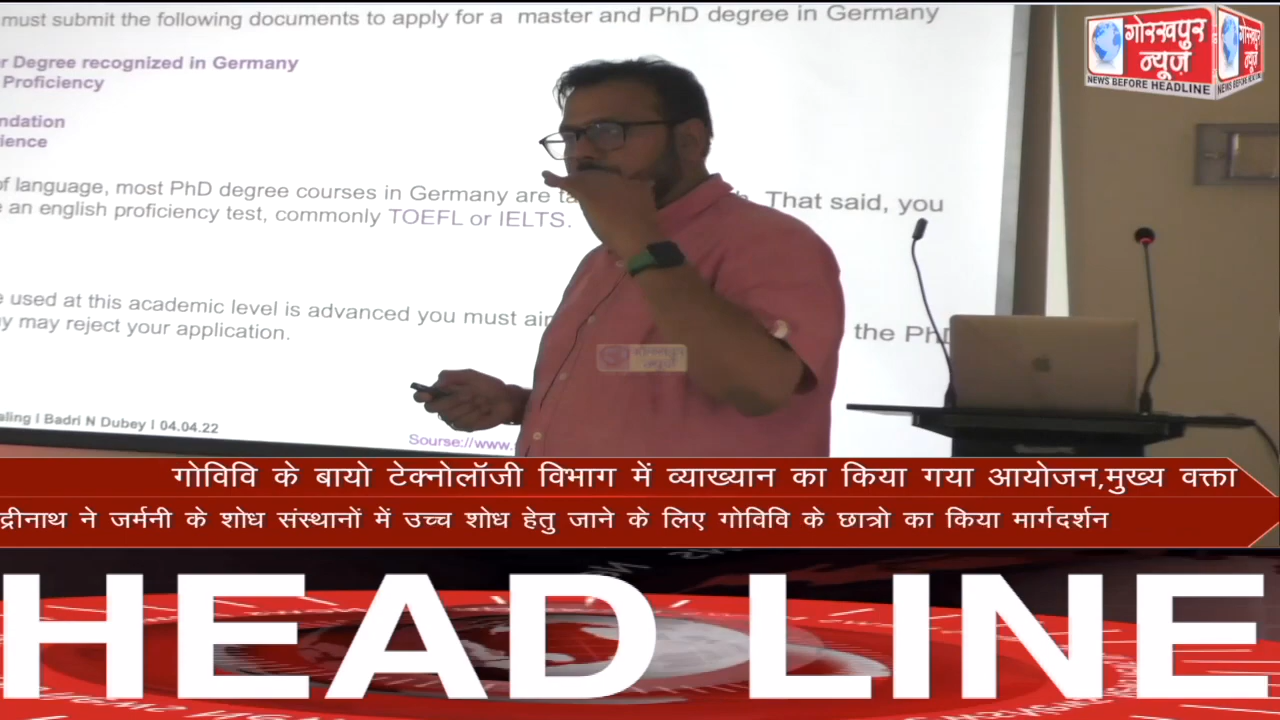 must submit the following documents to apply for a master and PhD degree in Germany
r Degree recognized in Germany
Proficiency
ndation
ience
of language, most PhD degree courses in Germany are ta That said, you
an english proficiency test, commonly TOEFL or IELTS.
used at this academic level is advanced you must aim the PhD
may reject your application.
aling I Badri N Dubey I 04.04.22
Sourse://www.
गोरखपुर
न्यूज़
NEWS BEFORE HEADLINE
गोरखपुर
न्यूज़
गोविवि के बायो टेक्नोलॉजी विभाग में व्याख्यान का किया गया आयोजन,मुख्य वक्ता
द्रीनाथ ने जर्मनी के शोध संस्थानों में उच्च शोध हेतु जाने के लिए गोविवि के छात्रो का किया मार्गदर्शन
HEAD LINE